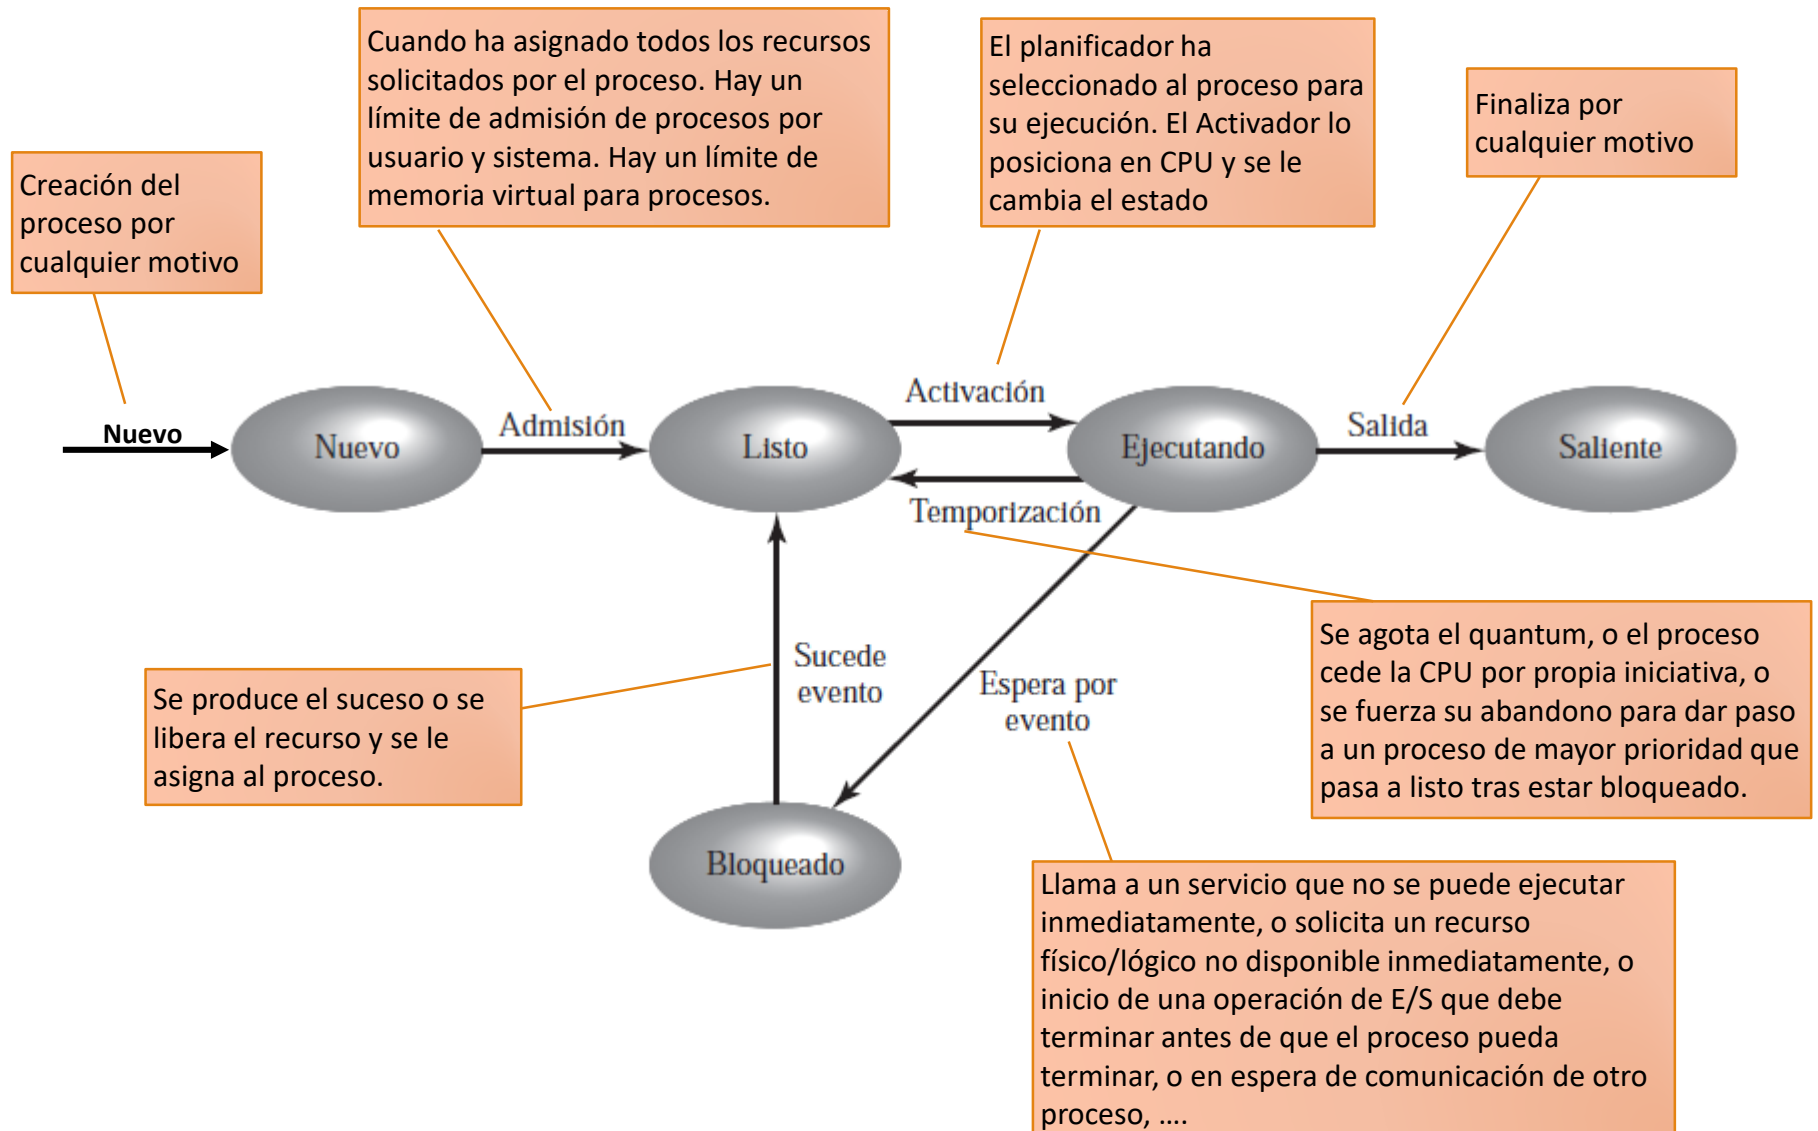 Cuando ha asignado todos los recursos
solicitados por el proceso. Hay un
límite de admisión de procesos por
usuario y sistema. Hay un límite de
memoria virtual para procesos.
El planificador ha
seleccionado al proceso para
su ejecución. El Activador lo
posiciona en CPU y se le
cambia el estado
Finaliza por
cualquier motivo
Creación del
proceso por
cualquier motivo
Nuevo
Nuevo
Admisión
Listo
Activación
Temporización
Ejecutando
Salida
Saliente
Sucede
evento
Espera por
evento
Se agota el quantum, o el proceso
cede la CPU por propia iniciativa, o
se fuerza su abandono para dar paso
a un proceso de mayor prioridad que
pasa a listo tras estar bloqueado.
Se produce el suceso o se
libera el recurso y se le
asigna al proceso.
Bloqueado
Llama a un servicio que no se puede ejecutar
inmediatamente, o solicita un recurso
físico/lógico no disponible inmediatamente, o
inicio de una operación de E/S que debe
terminar antes de que el proceso pueda
terminar, o en espera de comunicación de otro
proceso, ....